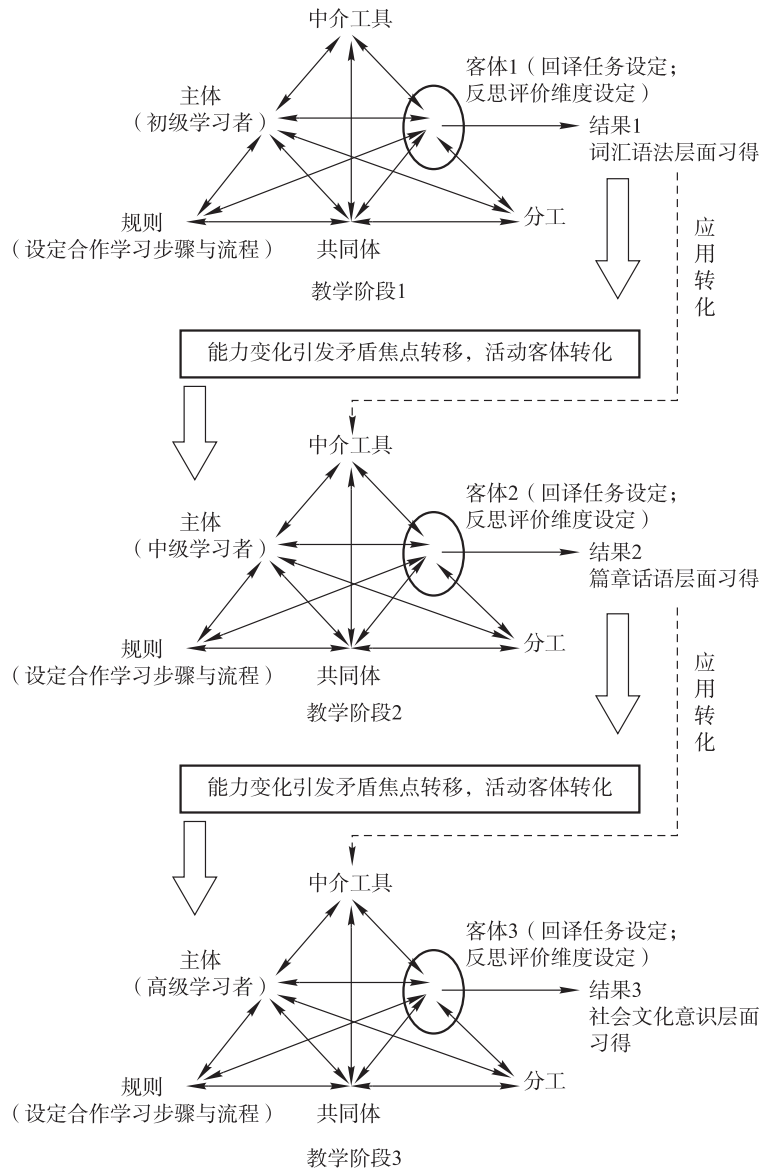 中介工具
客体1（回译任务设定；
反思评价维度设定）
主体
（初级学习者）
结果1
词汇语法层面习得
规则
（设定合作学习步骤与流程）
共同体
分工
应用转化
教学阶段1
能力变化引发矛盾焦点转移，活动客体转化
中介工具
客体2（回译任务设定；
反思评价维度设定）
主体
（中级学习者）
结果2
篇章话语层面习得
规则
（设定合作学习步骤与流程）
共同体
分工
应用转化
教学阶段2
能力变化引发矛盾焦点转移，活动客体转化
中介工具
客体3（回译任务设定；
反思评价维度设定）
主体
（高级学习者）
结果3
社会文化意识层面
习得
规则
（设定合作学习步骤与流程）
共同体
分工
教学阶段3